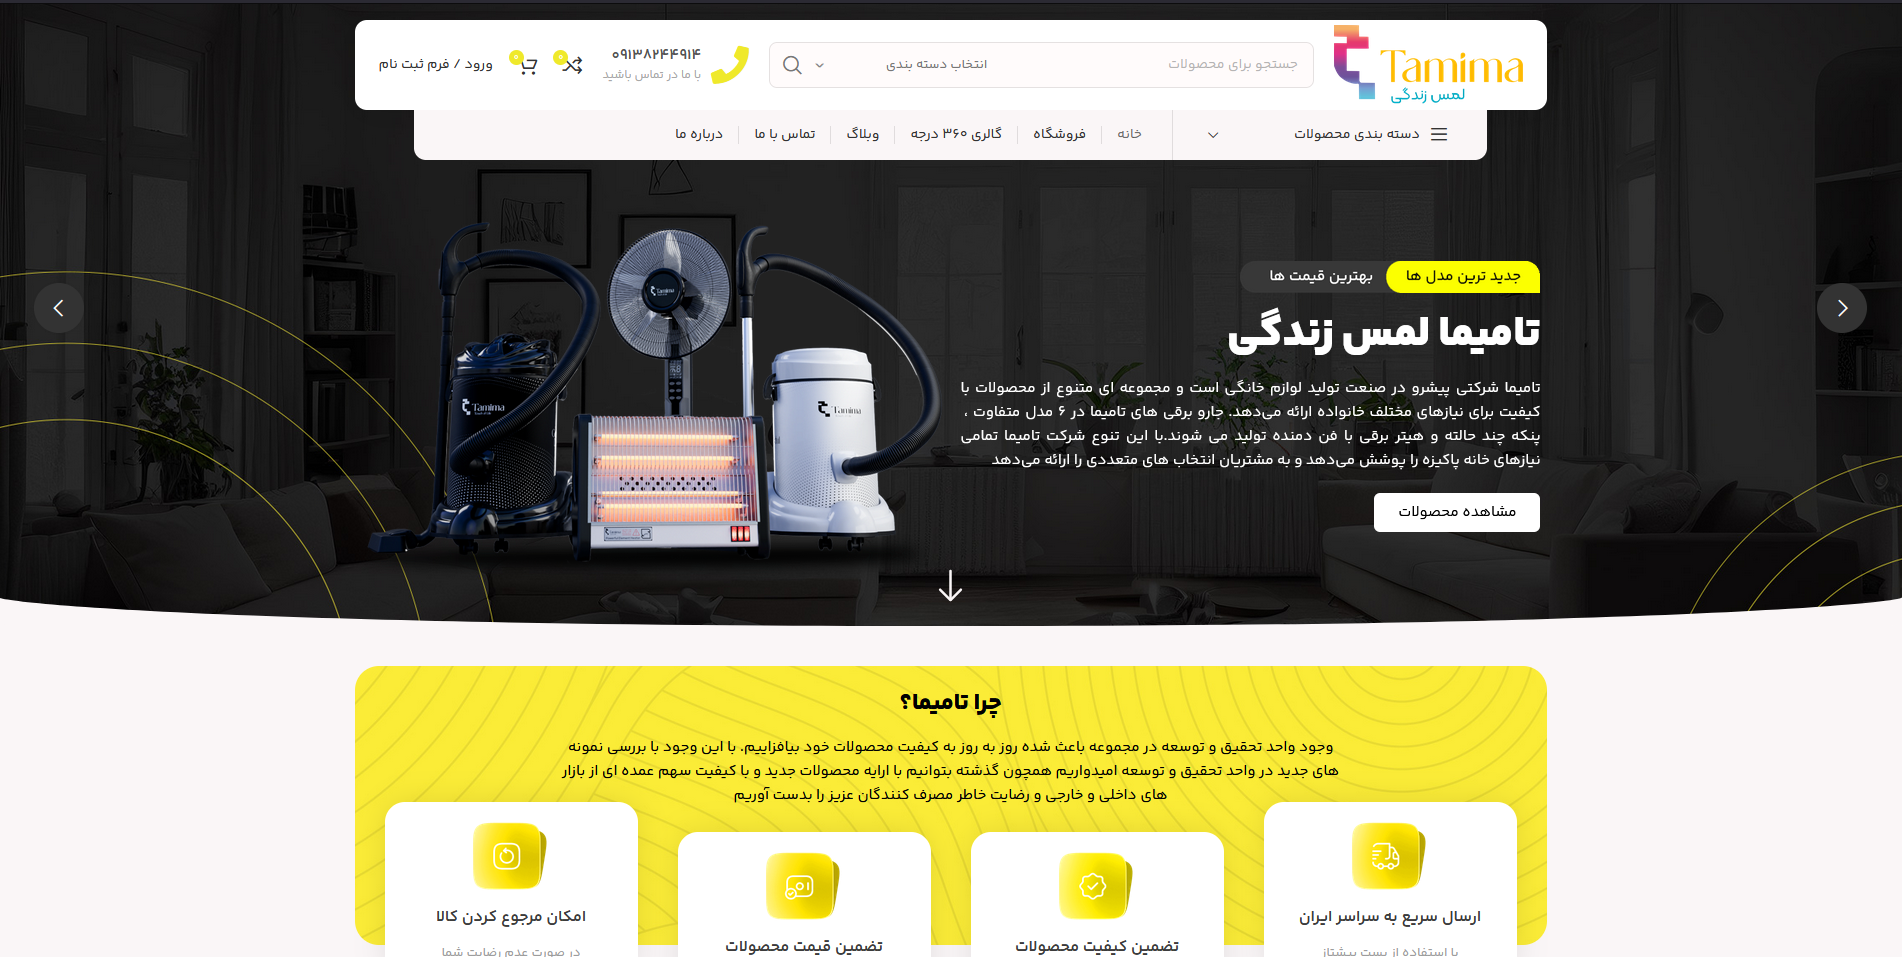 Tamima
لمس زندگی
جستجو برای محصولات
انتخاب دسته بندی
۰۹۱۳۸۲۴۴۹۱۴
با ما در تماس باشید
۰
۰
ورود / فرم ثبت نام
دسته بندی محصولات
خانه
فروشگاه
گالری ۳۶۰ درجه
وبلاگ
تماس با ما
درباره ما
جدید ترین مدل ها
بهترین قیمت ها
تامیما لمس زندگی
تامیما شرکتی پیشرو در صنعت تولید لوازم خانگی است و مجموعه ای متنوع از محصولات با
کیفیت برای نیازهای مختلف خانواده ارائه می‌دهد. جارو برقی های تامیما در ۶ مدل متفاوت ،
پنکه چند حالته و هیتر برقی با فن دمنده تولید می شوند.با این تنوع شرکت تامیما تمامی
نیازهای خانه پاکیزه را پوشش می‌دهد و به مشتریان انتخاب های متعددی را ارائه می‌دهد
مشاهده محصولات
Tamima
Tamima
Tamima
چرا تامیما؟
وجود واحد تحقیق و توسعه در مجموعه باعث شده روز به روز به کیفیت محصولات خود بیافزاییم. با این وجود با بررسی نمونه
های جدید در واحد تحقیق و توسعه امیدواریم همچون گذشته بتوانیم با ارایه محصولات جدید و با کیفیت سهم عمده ای از بازار
های داخلی و خارجی و رضایت خاطر مصرف کنندگان عزیز را بدست آوریم
ارسال سریع به سراسر ایران
با استفاده از پست پیشتاز
تضمین کیفیت محصولات
تضمین قیمت محصولات
امکان مرجوع کردن کالا
در صورت عدم رضایت شما